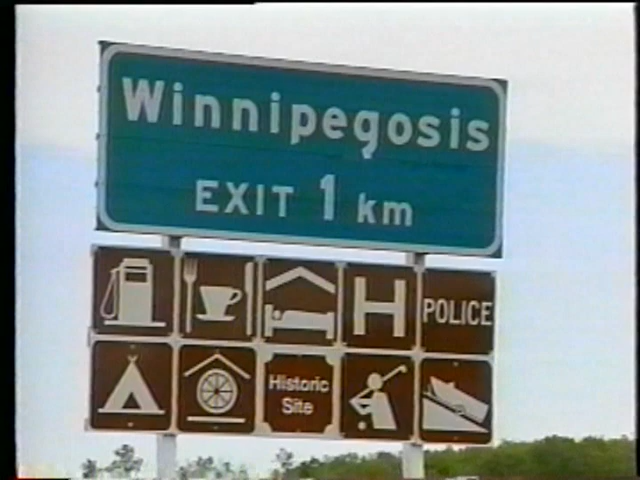 Winnipegosis
EXIT 1 km
H POLICE
Historic
Site